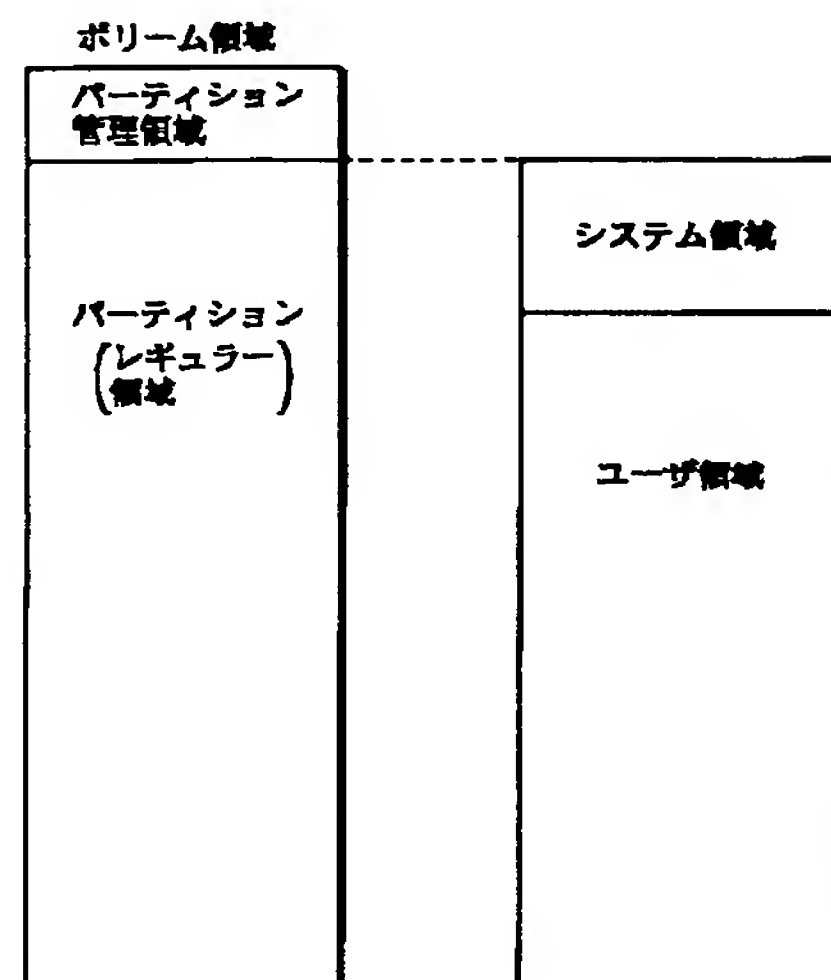 ボリーム領域
パーティション
管理領域
システム領域
パーティション
(レギュラー
領域)
ユーザ領域